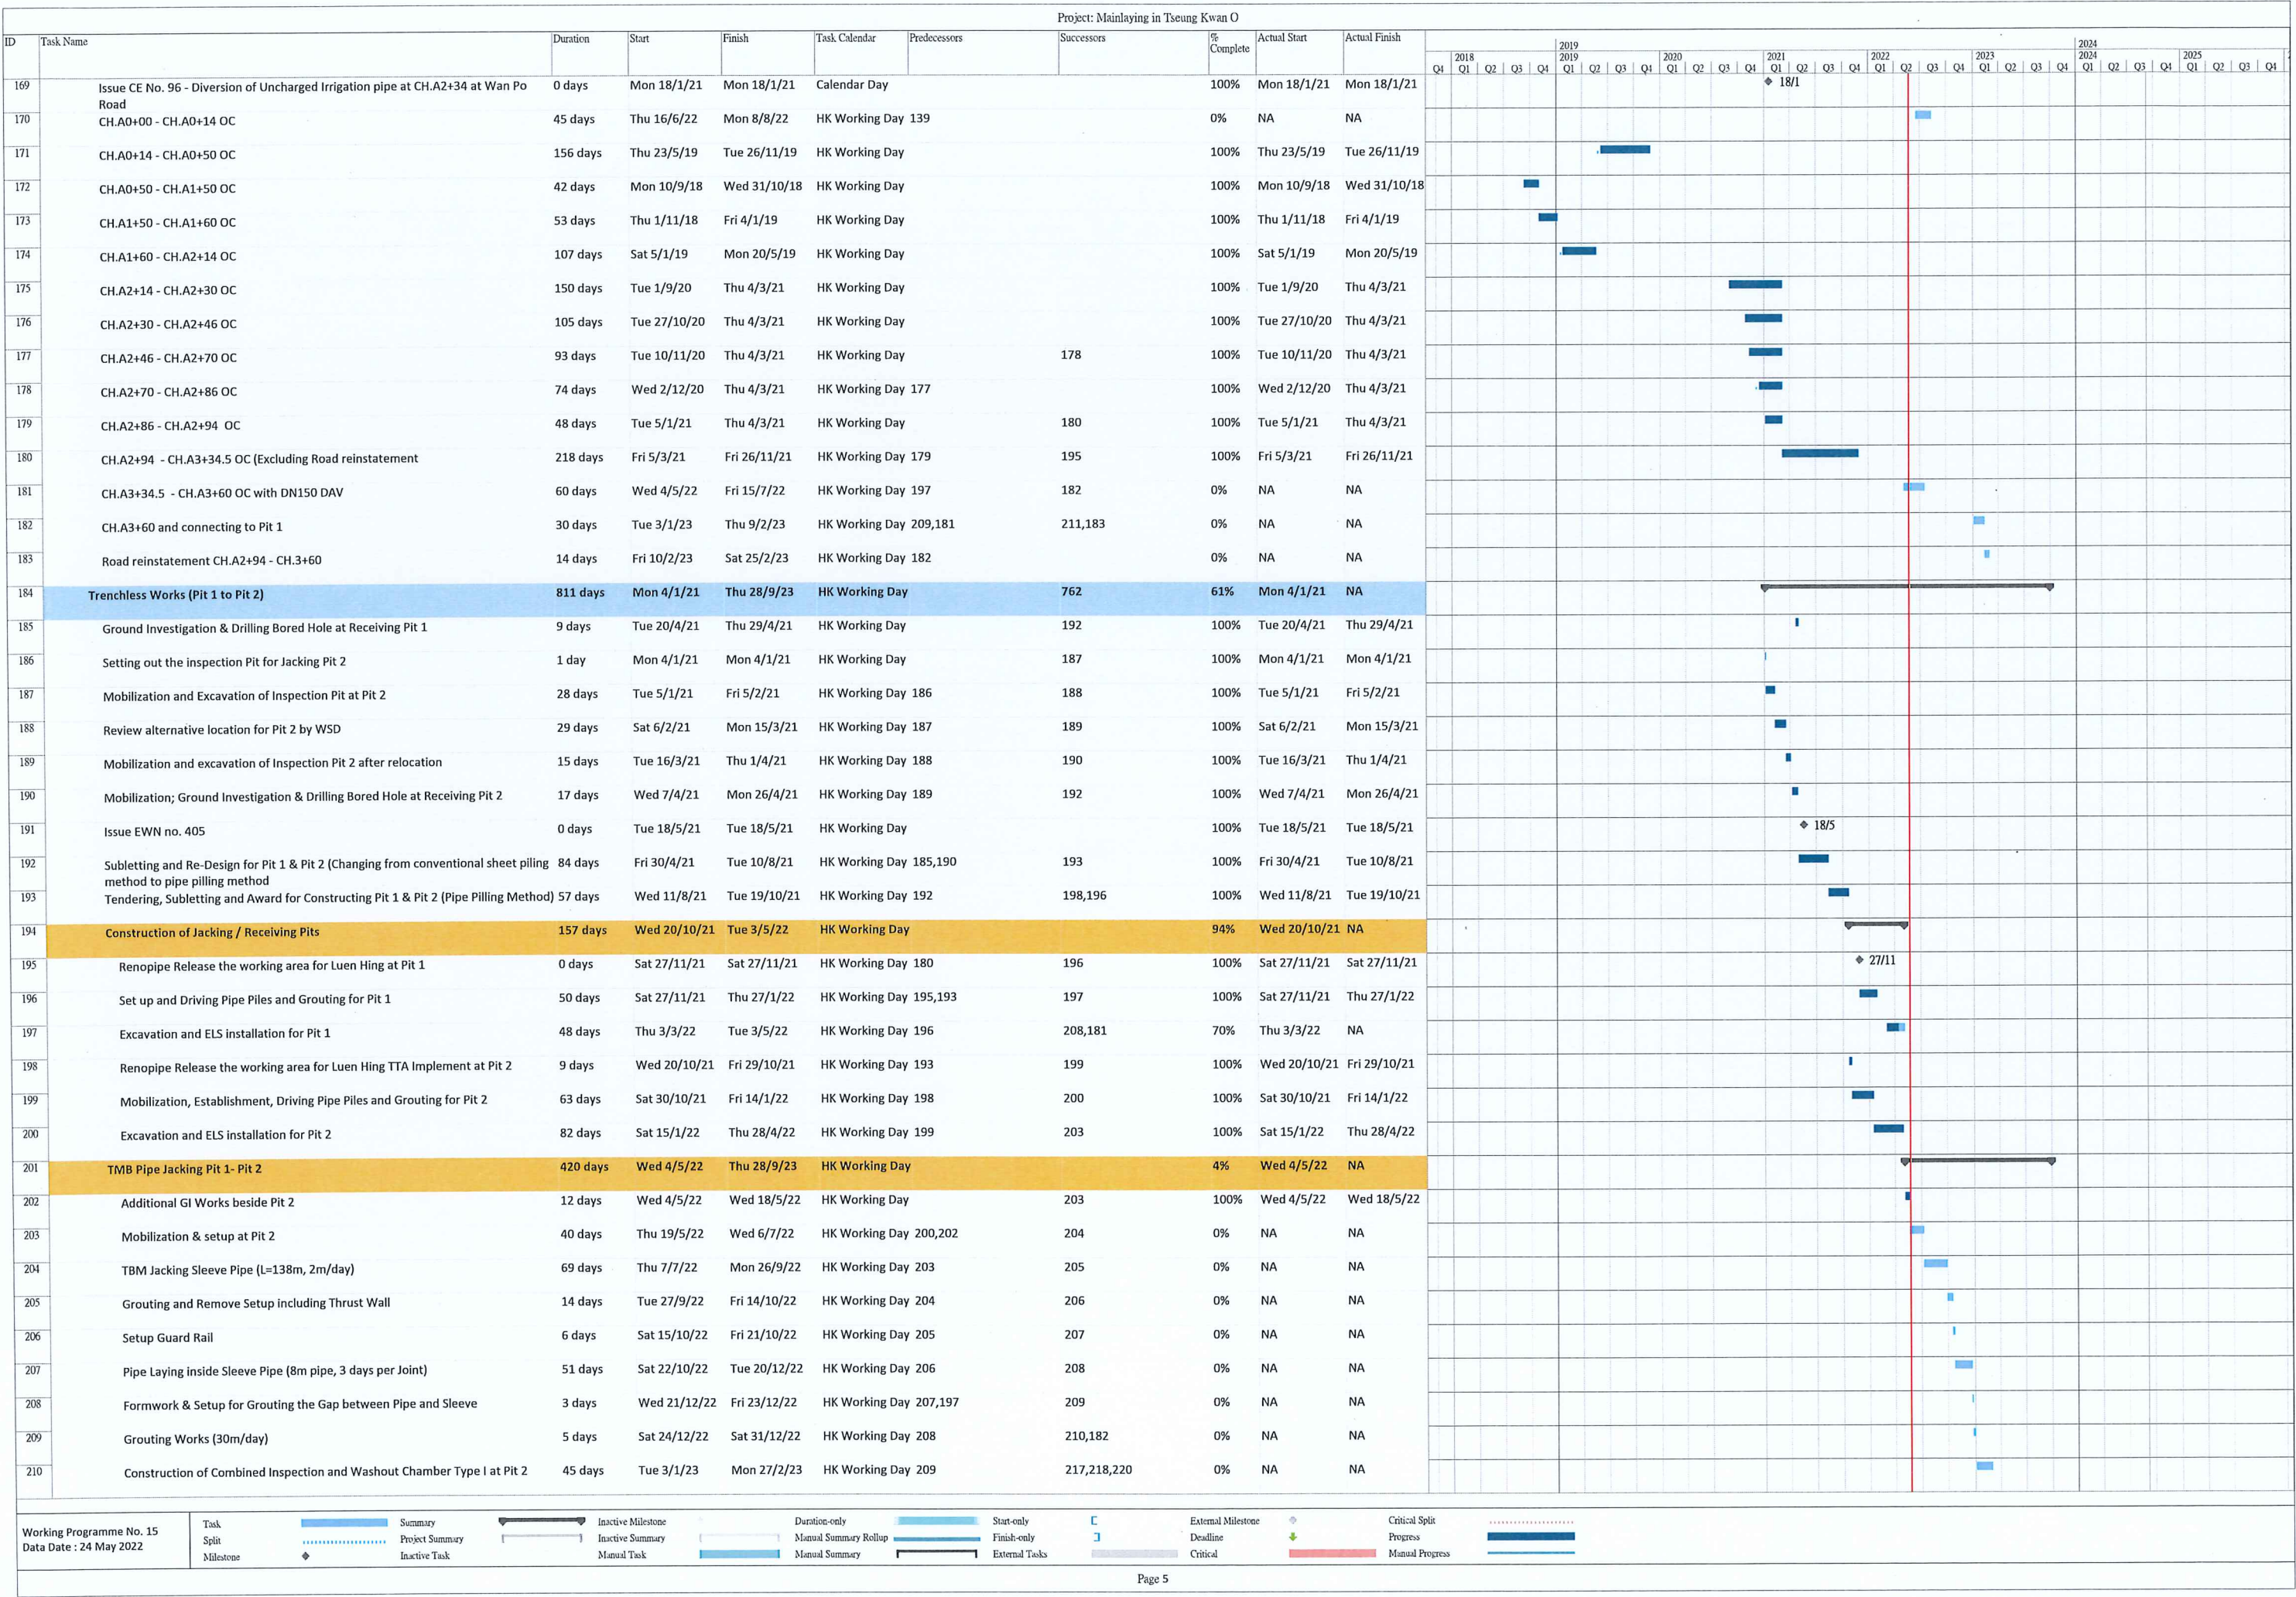 Project: Mainlaying in Tseung Kwan O
ID Task Name Duration Start Finish Task Calendar Predecessors Successors % Complete Actual Start Actual Finish
2019 2024
2018 2019 2020 2021 2022 2023 2024 2025
Q4 Q1 Q2 Q3 Q4 Q1 Q2 Q3 Q4 Q1 Q2 Q3 Q4 Q1 Q2 Q3 Q4 Q1 Q2 Q3 Q4 Q1 Q2 Q3 Q4 Q1 Q2 Q3 Q4 Q1 Q2 Q3 Q4
169 Issue CE No. 96 - Diversion of Uncharged Irrigation pipe at CH.A2+34 at Wan Po 0 days Mon 18/1/21 Mon 18/1/21 Calendar Day 100% Mon 18/1/21 Mon 18/1/21 18/1
Road
170 CH.A0+00 - CH.A0+14 OC 45 days Thu 16/6/22 Mon 8/8/22 HK Working Day 139 0% NA NA
171 CH.A0+14 - CH.A0+50 OC 156 days Thu 23/5/19 Tue 26/11/19 HK Working Day 100% Thu 23/5/19 Tue 26/11/19
172 CH.A0+50 - CH.A1+50 OC 42 days Mon 10/9/18 Wed 31/10/18 HK Working Day 100% Mon 10/9/18 Wed 31/10/18
173 CH.A1+50 - CH.A1+60 OC 53 days Thu 1/11/18 Fri 4/1/19 HK Working Day 100% Thu 1/11/18 Fri 4/1/19
174 CH.A1+60 - CH.A2+14 OC 107 days Sat 5/1/19 Mon 20/5/19 HK Working Day 100% Sat 5/1/19 Mon 20/5/19
175 CH.A2+14 - CH.A2+30 OC 150 days Tue 1/9/20 Thu 4/3/21 HK Working Day 100% Tue 1/9/20 Thu 4/3/21
176 CH.A2+30 - CH.A2+46 OC 105 days Tue 27/10/20 Thu 4/3/21 HK Working Day 100% Tue 27/10/20 Thu 4/3/21
177 CH.A2+46 - CH.A2+70 OC 93 days Tue 10/11/20 Thu 4/3/21 HK Working Day 178 100% Tue 10/11/20 Thu 4/3/21
178 CH.A2+70 - CH.A2+86 OC 74 days Wed 2/12/20 Thu 4/3/21 HK Working Day 177 100% Wed 2/12/20 Thu 4/3/21
179 CH.A2+86 - CH.A2+94 OC 48 days Tue 5/1/21 Thu 4/3/21 HK Working Day 180 100% Tue 5/1/21 Thu 4/3/21
180 CH.A2+94 - CH.A3+34.5 OC (Excluding Road reinstatement 218 days Fri 5/3/21 Fri 26/11/21 HK Working Day 179 195 100% Fri 5/3/21 Fri 26/11/21
181 CH.A3+34.5 - CH.A3+60 OC with DN150 DAV 60 days Wed 4/5/22 Fri 15/7/22 HK Working Day 197 182 0% NA NA
182 CH.A3+60 and connecting to Pit 1 30 days Tue 3/1/23 Thu 9/2/23 HK Working Day 209,181 211,183 0% NA NA
183 Road reinstatement CH.A2+94 - CH.3+60 14 days Fri 10/2/23 Sat 25/2/23 HK Working Day 182 0% NA NA
184 Trenchless Works (Pit 1 to Pit 2) 811 days Mon 4/1/21 Thu 28/9/23 HK Working Day 762 61% Mon 4/1/21 NA
185 Ground Investigation & Drilling Bored Hole at Receiving Pit 1 9 days Tue 20/4/21 Thu 29/4/21 HK Working Day 192 100% Tue 20/4/21 Thu 29/4/21
186 Setting out the inspection Pit for Jacking Pit 2 1 day Mon 4/1/21 Mon 4/1/21 HK Working Day 187 100% Mon 4/1/21 Mon 4/1/21
187 Mobilization and Excavation of Inspection Pit at Pit 2 28 days Tue 5/1/21 Fri 5/2/21 HK Working Day 186 188 100% Tue 5/1/21 Fri 5/2/21
188 Review alternative location for Pit 2 by WSD 29 days Sat 6/2/21 Mon 15/3/21 HK Working Day 187 189 100% Sat 6/2/21 Mon 15/3/21
189 Mobilization and excavation of Inspection Pit 2 after relocation 15 days Tue 16/3/21 Thu 1/4/21 HK Working Day 188 190 100% Tue 16/3/21 Thu 1/4/21
190 Mobilization; Ground Investigation & Drilling Bored Hole at Receiving Pit 2 17 days Wed 7/4/21 Mon 26/4/21 HK Working Day 189 192 100% Wed 7/4/21 Mon 26/4/21
191 Issue EWN no. 405 0 days Tue 18/5/21 Tue 18/5/21 HK Working Day 100% Tue 18/5/21 Tue 18/5/21 18/5
192 Subletting and Re-Design for Pit 1 & Pit 2 (Changing from conventional sheet piling 84 days Fri 30/4/21 Tue 10/8/21 HK Working Day 185,190 193 100% Fri 30/4/21 Tue 10/8/21
method to pipe pilling method
193 Tendering, Subletting and Award for Constructing Pit 1 & Pit 2 (Pipe Pilling Method) 57 days Wed 11/8/21 Tue 19/10/21 HK Working Day 192 198,196 100% Wed 11/8/21 Tue 19/10/21
194 Construction of Jacking / Receiving Pits 157 days Wed 20/10/21 Tue 3/5/22 HK Working Day 94% Wed 20/10/21 NA
195 Renopipe Release the working area for Luen Hing at Pit 1 0 days Sat 27/11/21 Sat 27/11/21 HK Working Day 180 196 100% Sat 27/11/21 Sat 27/11/21 27/11
196 Set up and Driving Pipe Piles and Grouting for Pit 1 50 days Sat 27/11/21 Thu 27/1/22 HK Working Day 195,193 197 100% Sat 27/11/21 Thu 27/1/22
197 Excavation and ELS installation for Pit 1 48 days Thu 3/3/22 Tue 3/5/22 HK Working Day 196 208,181 70% Thu 3/3/22 NA
198 Renopipe Release the working area for Luen Hing TTA Implement at Pit 2 9 days Wed 20/10/21 Fri 29/10/21 HK Working Day 193 199 100% Wed 20/10/21 Fri 29/10/21
199 Mobilization, Establishment, Driving Pipe Piles and Grouting for Pit 2 63 days Sat 30/10/21 Fri 14/1/22 HK Working Day 198 200 100% Sat 30/10/21 Fri 14/1/22
200 Excavation and ELS installation for Pit 2 82 days Sat 15/1/22 Thu 28/4/22 HK Working Day 199 203 100% Sat 15/1/22 Thu 28/4/22
201 TMB Pipe Jacking Pit 1- Pit 2 420 days Wed 4/5/22 Thu 28/9/23 HK Working Day 4% Wed 4/5/22 NA
202 Additional GI Works beside Pit 2 12 days Wed 4/5/22 Wed 18/5/22 HK Working Day 203 100% Wed 4/5/22 Wed 18/5/22
203 Mobilization & setup at Pit 2 40 days Thu 19/5/22 Wed 6/7/22 HK Working Day 200,202 204 0% NA NA
204 TBM Jacking Sleeve Pipe (L=138m, 2m/day) 69 days Thu 7/7/22 Mon 26/9/22 HK Working Day 203 205 0% NA NA
205 Grouting and Remove Setup including Thrust Wall 14 days Tue 27/9/22 Fri 14/10/22 HK Working Day 204 206 0% NA NA
206 Setup Guard Rail 6 days Sat 15/10/22 Fri 21/10/22 HK Working Day 205 207 0% NA NA
207 Pipe Laying inside Sleeve Pipe (8m pipe, 3 days per Joint) 51 days Sat 22/10/22 Tue 20/12/22 HK Working Day 206 208 0% NA NA
208 Formwork & Setup for Grouting the Gap between Pipe and Sleeve 3 days Wed 21/12/22 Fri 23/12/22 HK Working Day 207,197 209 0% NA NA
209 Grouting Works (30m/day) 5 days Sat 24/12/22 Sat 31/12/22 HK Working Day 208 210,182 0% NA NA
210 Construction of Combined Inspection and Washout Chamber Type I at Pit 2 45 days Tue 3/1/23 Mon 27/2/23 HK Working Day 209 217,218,220 0% NA NA
Working Programme No. 15
Data Date : 24 May 2022
Task Summary Inactive Milestone Duration-only Start-only External Milestone Critical Split
Split Project Summary Inactive Summary Manual Summary Rollup Finish-only Deadline Progress
Milestone Inactive Task Manual Task Manual Summary External Tasks Critical Manual Progress
Page 5